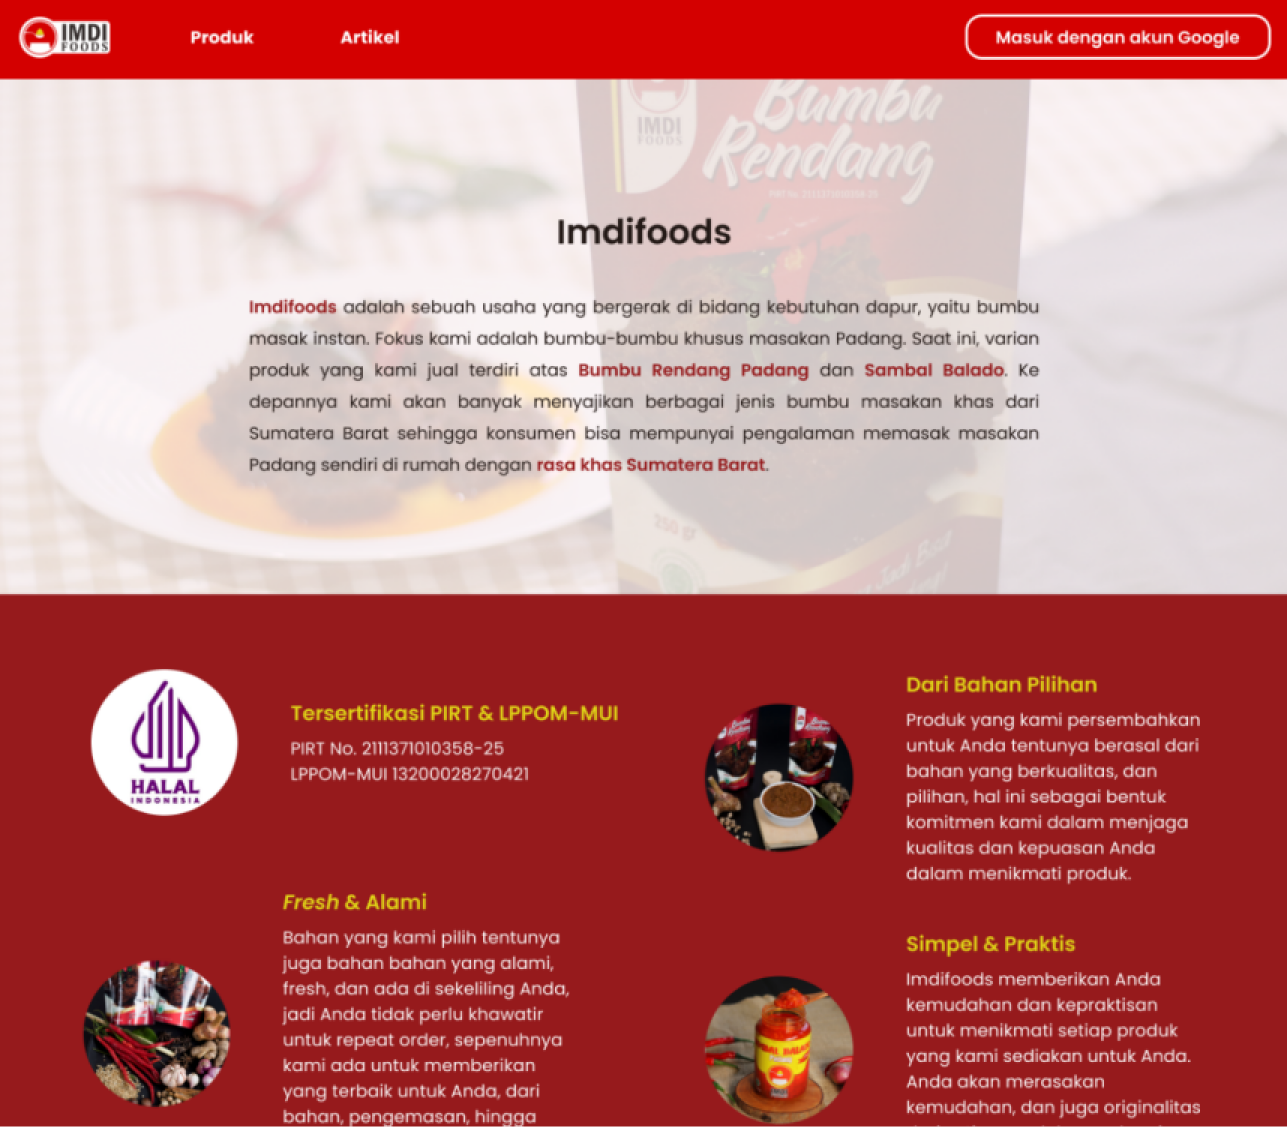 IMDI
FOODS
Produk
Artikel
Masuk dengan akun Google
IMDI
FOODS
Bumbu
Rendang
Imdifoods
Imdifoods adalah sebuah usaha yang bergerak di bidang kebutuhan dapur, yaitu bumbu
masak instan. Fokus kami adalah bumbu-bumbu khusus masakan Padang. Saat ini, varian
produk yang kami jual terdiri atas Bumbu Rendang Padang dan Sambal Balado. Ke
depannya kami akan banyak menyajikan berbagai jenis bumbu masakan khas dari
Sumatera Barat sehingga konsumen bisa mempunyai pengalaman memasak masakan
Padang sendiri di rumah dengan rasa khas Sumatera Barat.
250 gr
HALAL
INDONESIA
Tersertifikasi PIRT & LPPOM-MUI
PIRT No. 2111371010358-25
LPPOM-MUI 13200028270421
Dari Bahan Pilihan
Produk yang kami persembahkan
untuk Anda tentunya berasal dari
bahan yang berkualitas, dan
pilihan, hal ini sebagai bentuk
komitmen kami dalam menjaga
kualitas dan kepuasan Anda
dalam menikmati produk.
Fresh & Alami
Bahan yang kami pilih tentunya
juga bahan bahan yang alami,
fresh, dan ada di sekeliling Anda,
jadi Anda tidak perlu khawatir
untuk repeat order, sepenuhnya
kami ada untuk memberikan
yang terbaik untuk Anda, dari
bahan, pengemasan, hingga
Simpel & Praktis
Imdifoods memberikan Anda
kemudahan dan kepraktisan
untuk menikmati setiap produk
yang kami sediakan untuk Anda.
Anda akan merasakan
kemudahan, dan juga originalitas